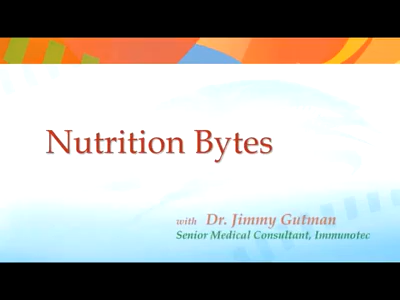 Nutrition Bytes
with Dr. Jimmy Gutman
Senior Medical Consultant, Immunotec